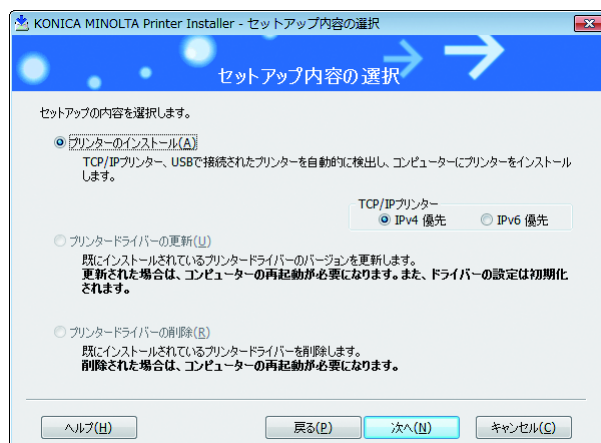 KONICA MINOLTA Printer Installer - セットアップ内容の選択
セットアップ内容の選択
セットアップの内容を選択します。
プリンターのインストール(A)
TCP/IPプリンター、USBで接続されたプリンターを自動的に検出し、コンピューターにプリンターをインストール
します。
TCP/IPプリンター
IPv4 優先 IPv6 優先
プリンタードライバーの更新(U)
既にインストールされているプリンタードライバーのバージョンを更新します。
更新された場合は、コンピューターの再起動が必要になります。また、ドライバーの設定は初期化
されます。
プリンタードライバーの削除(R)
既にインストールされているプリンタードライバーを削除します。
削除された場合は、コンピューターの再起動が必要になります。
ヘルプ(H) 戻る(P) 次へ(N) キャンセル(C)